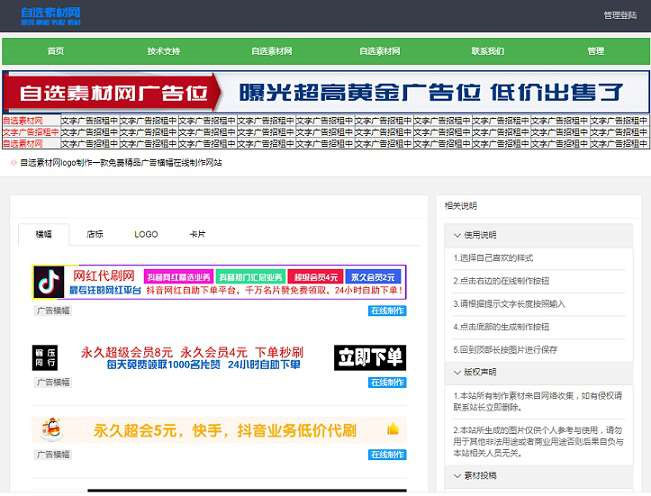 自选素材网
管理登陆
首页 技术支持 自选素材网 自选素材网 联系我们 管理
自选素材网广告位 曝光超高黄金广告位 低价出售了
自选素材网 文字广告招租中 文字广告招租中 文字广告招租中 文字广告招租中 文字广告招租中 文字广告招租中 文字广告招租中 文字广告招租中 文字广告招租中 文字广告招租中
文字广告招租中 文字广告招租中 文字广告招租中 文字广告招租中 文字广告招租中 文字广告招租中 文字广告招租中 文字广告招租中 文字广告招租中 文字广告招租中 文字广告招租中
自选素材网 文字广告招租中 文字广告招租中 文字广告招租中 文字广告招租中 文字广告招租中 文字广告招租中 文字广告招租中 文字广告招租中 文字广告招租中 文字广告招租中
自选素材网logo制作一款免费精品广告横幅在线制作网站
横幅 店标 LOGO 卡片
网红代刷网 抖音网红精选业务 抖音热门汇总业务 超级会员4元 永久会员2元
最专注的网红平台 抖音网红自助下单平台,千万名片赞免费领取,24小时自助下单!
广告横幅 在线制作
永久超级会员8元 永久会员4元 下单秒刷
每天免费领取1000名片赞 24小时自助下单
同行
立即下单
广告横幅 在线制作
永久超会5元,快手,抖音业务低价代刷
广告横幅 在线制作
相关说明
使用说明
1.选择自己喜欢的样式
2.点击右边的在线制作按钮
3.请根据提示文字长度按照输入
4.点击底部的生成制作按钮
5.回到顶部长按图片进行保存
版权声明
1.本站所有制作素材来自网络收集，如有侵权请
联系站长立即删除。
2.本站所生成的图片仅供个人参考与使用，请勿
用于其他非法用途或者商业用途否则后果自负与
本站相关人员无关。
素材投稿